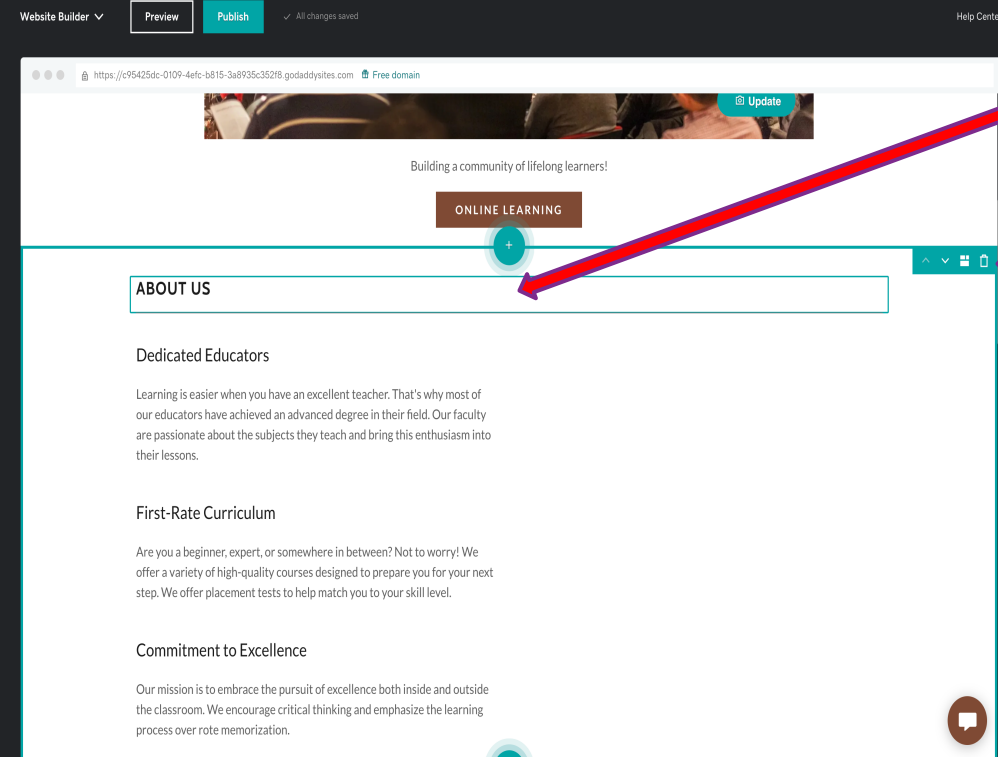 Website Builder Preview Publish All changes saved Help Cente
https://c95425dc-0109-4efc-b815-3a8935c352f8.godaddysites.com Free domain
Update
Building a community of lifelong learners!
ONLINE LEARNING
ABOUT US
Dedicated Educators
Learning is easier when you have an excellent teacher. That's why most of
our educators have achieved an advanced degree in their field. Our faculty
are passionate about the subjects they teach and bring this enthusiasm into
their lessons.
First-Rate Curriculum
Are you a beginner, expert, or somewhere in between? Not to worry! We
offer a variety of high-quality courses designed to prepare you for your next
step. We offer placement tests to help match you to your skill level.
Commitment to Excellence
Our mission is to embrace the pursuit of excellence both inside and outside
the classroom. We encourage critical thinking and emphasize the learning
process over rote memorization.